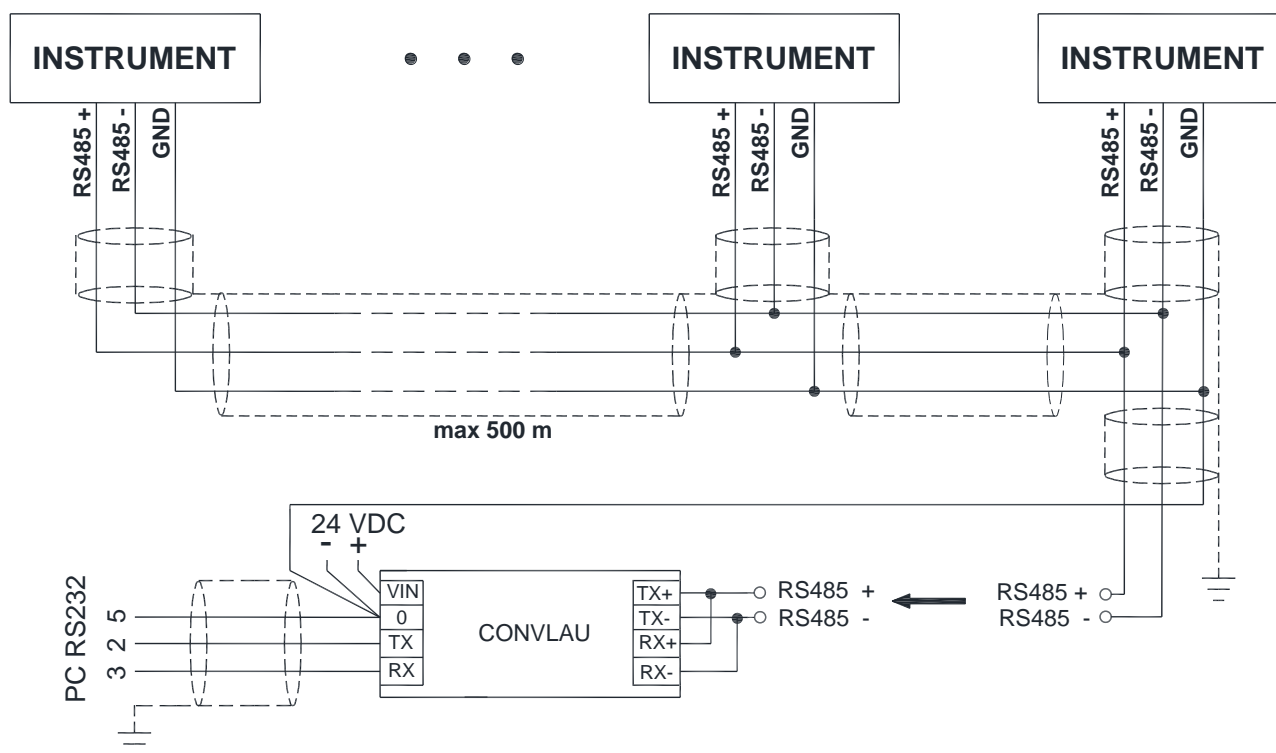 INSTRUMENT
INSTRUMENT
INSTRUMENT
RS485 +
RS485 -
GND
RS485 +
RS485 -
GND
RS485 +
RS485 -
GND
max 500 m
24 VDC
- +
PC RS232
5
2
3
VIN
0
TX
RX
CONVLAU
TX+
TX-
RX+
RX-
RS485 +
RS485 -
RS485 +
RS485 -